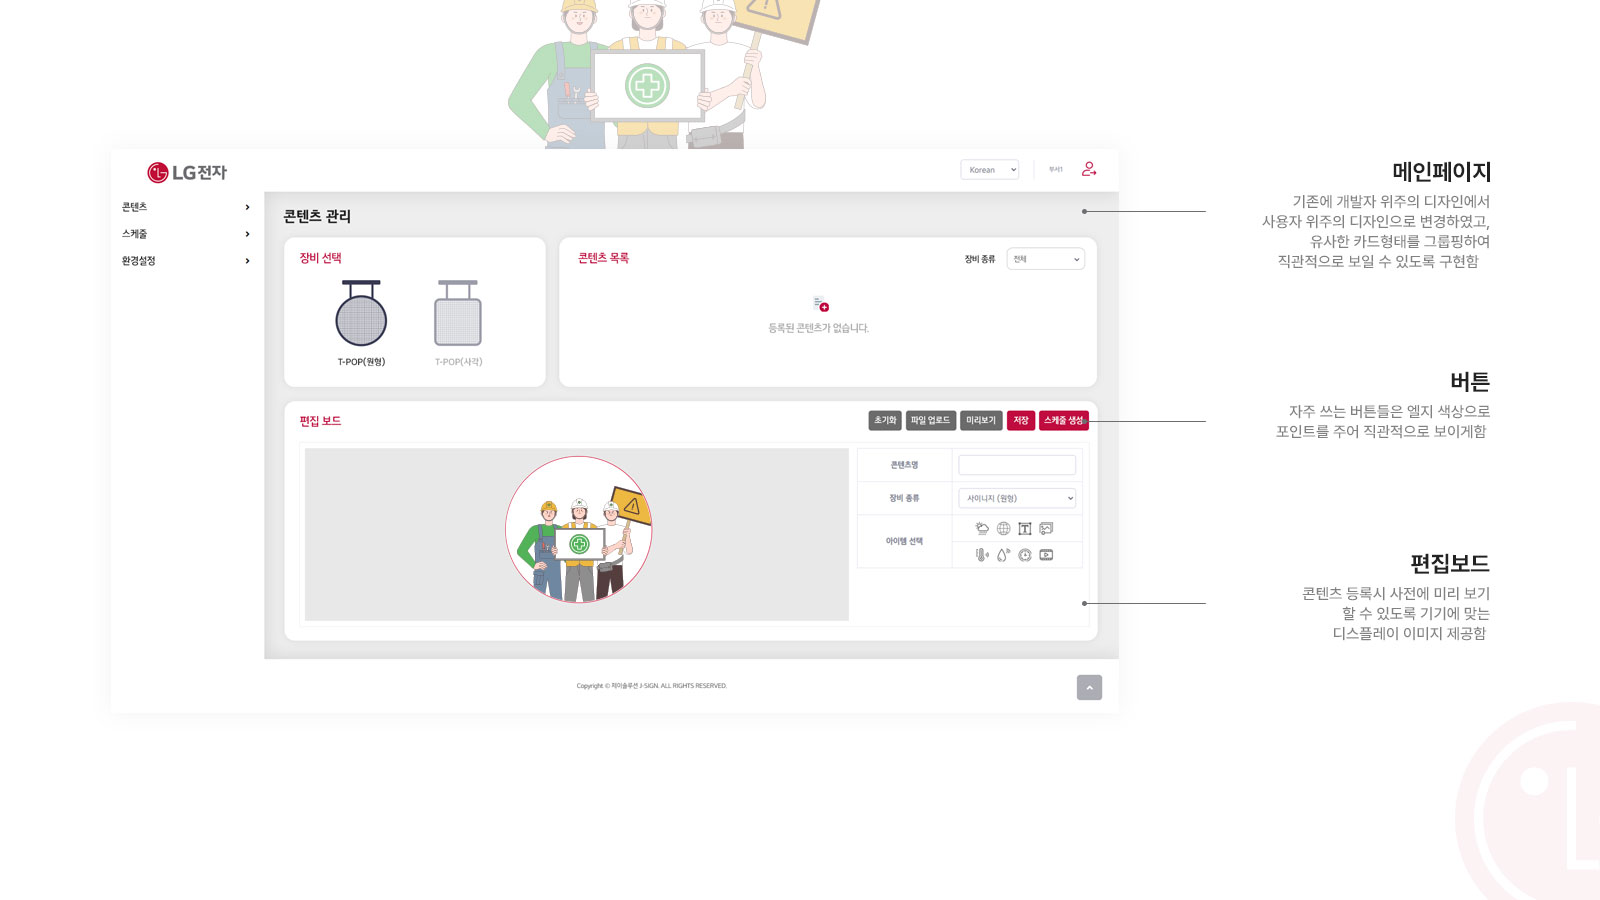 LG전자
Korean
부서1
콘텐츠
스케줄
환경설정
콘텐츠 관리
장비 선택
T-POP(원형)
T-POP(사각)
콘텐츠 목록
장비 종류
전체
등록된 콘텐츠가 없습니다.
편집 보드
초기화
파일 업로드
미리보기
저장
스케줄 생성
콘텐츠명
장비 종류
사이니지 (원형)
아이템 선택
Copyright © 제이솔루션 J-SIGN. ALL RIGHTS RESERVED.
메인페이지
기존에 개발자 위주의 디자인에서
사용자 위주의 디자인으로 변경하였고,
유사한 카드형태를 그룹핑하여
직관적으로 보일 수 있도록 구현함
버튼
자주 쓰는 버튼들은 엘지 색상으로
포인트를 주어 직관적으로 보이게함
편집보드
콘텐츠 등록시 사전에 미리 보기
할 수 있도록 기기에 맞는
디스플레이 이미지 제공함